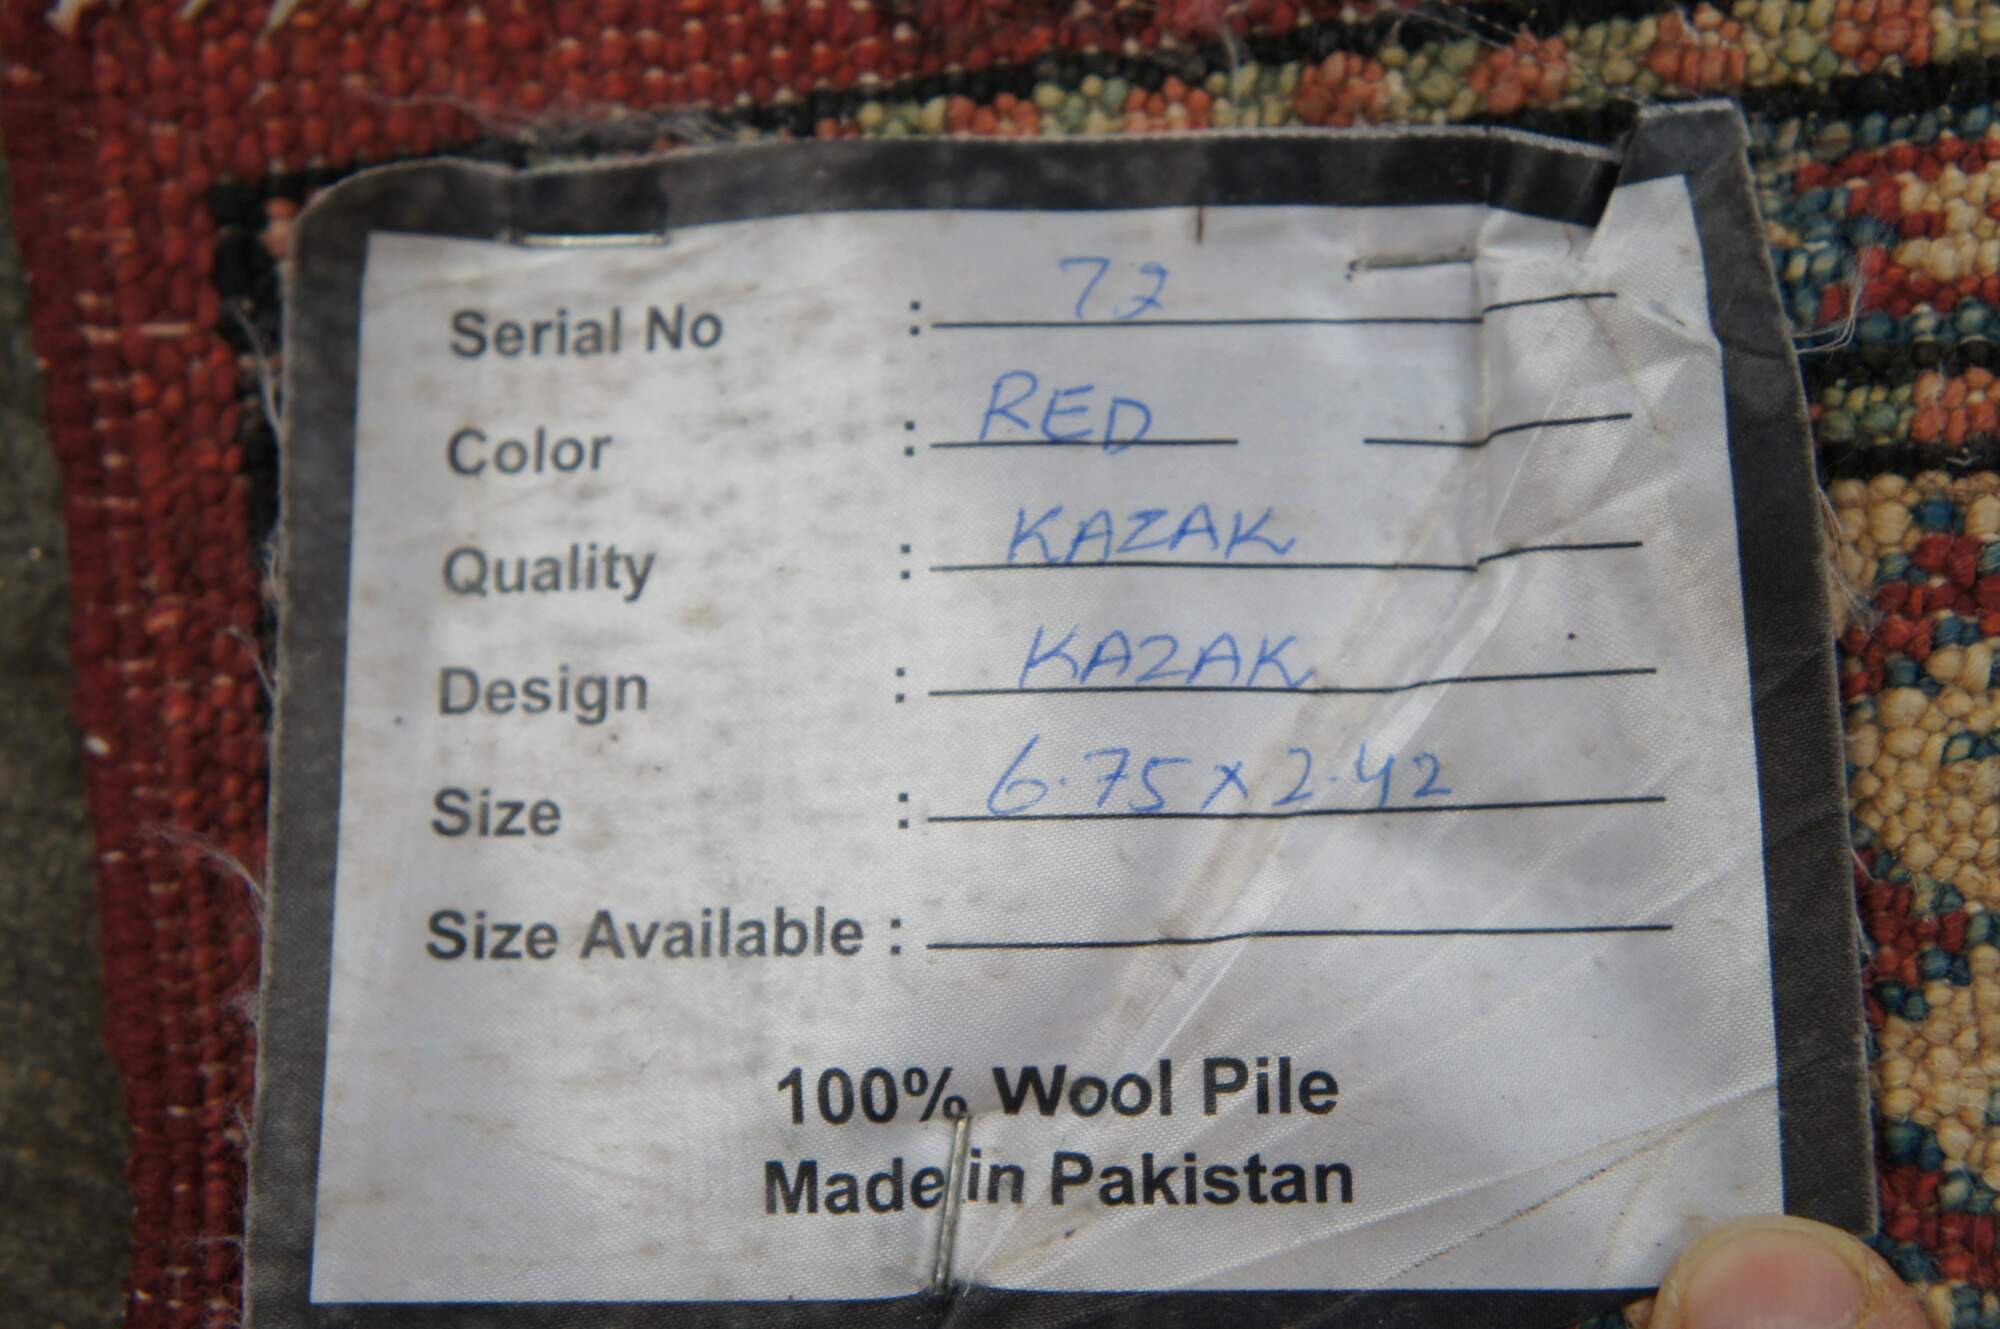 Serial No : 72
Color : RED
Quality : KAZAK
Design : KAZAK
Size : 6.75 x 2.42
Size Available :
100% Wool Pile
Made in Pakistan